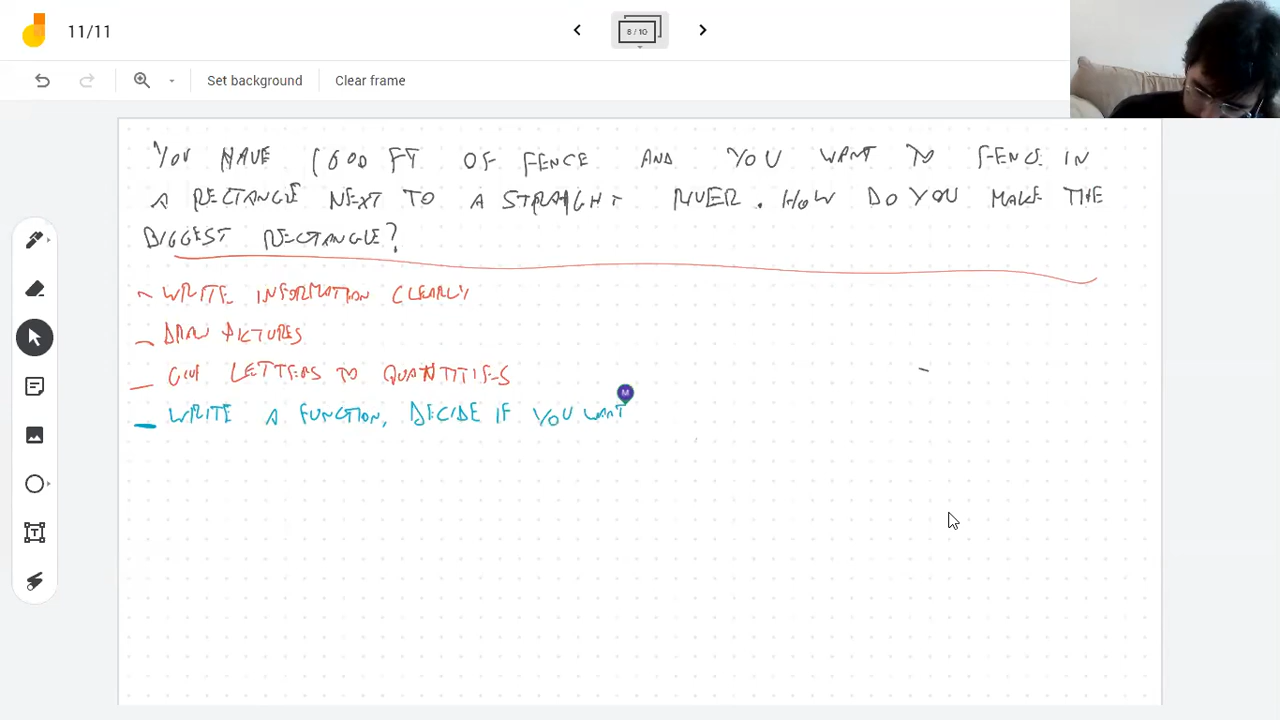 11/11
8 / 10
Set background
Clear frame
YOU HAVE 1600 FT OF FENCE AND YOU WANT TO FENCE IN
A RECTANGLE NEXT TO A STRAIGHT RIVER. HOW DO YOU MAKE THE
BIGGEST RECTANGLE?
- WRITE INFORMATION CLEARLY
- DRAW PICTURES
- GIVE LETTERS TO QUANTITIES
M
- WRITE A FUNCTION, DECIDE IF YOU WANT